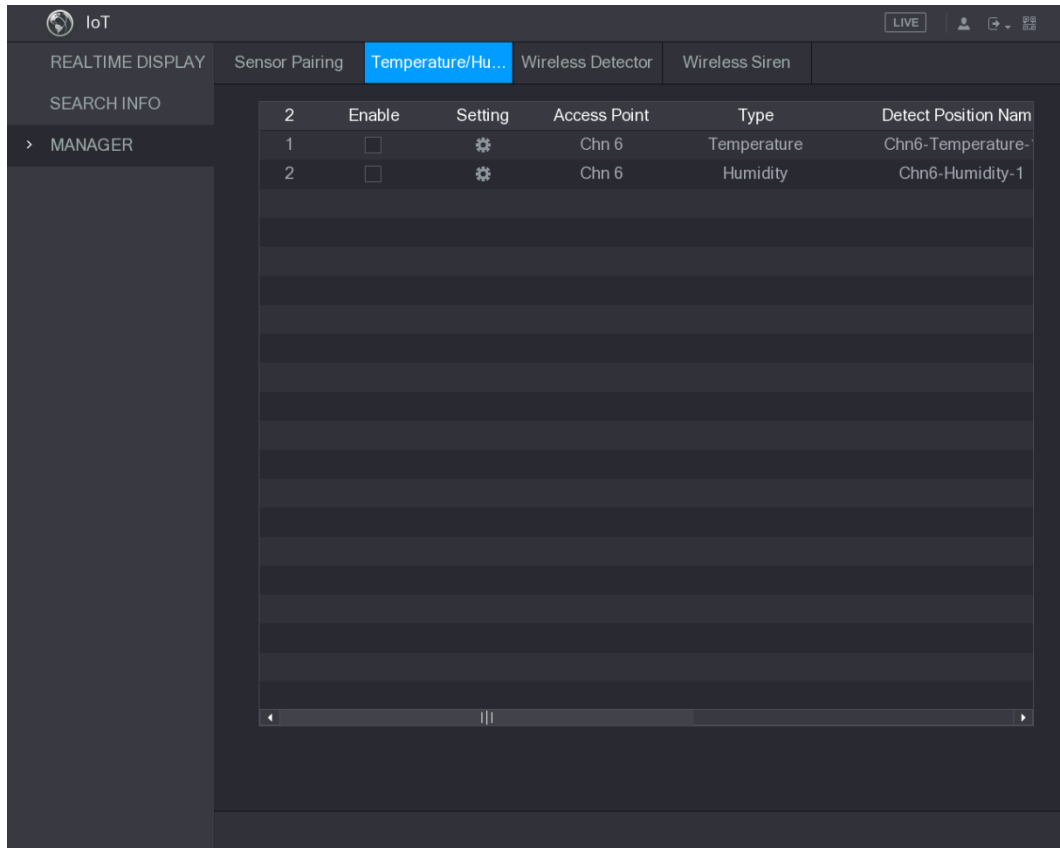 IoT LIVE
REALTIME DISPLAY Sensor Pairing Temperature/Hu... Wireless Detector Wireless Siren
SEARCH INFO
MANAGER
2 Enable Setting Access Point Type Detect Position Nam
1 Chn 6 Temperature Chn6-Temperature-
2 Chn 6 Humidity Chn6-Humidity-1